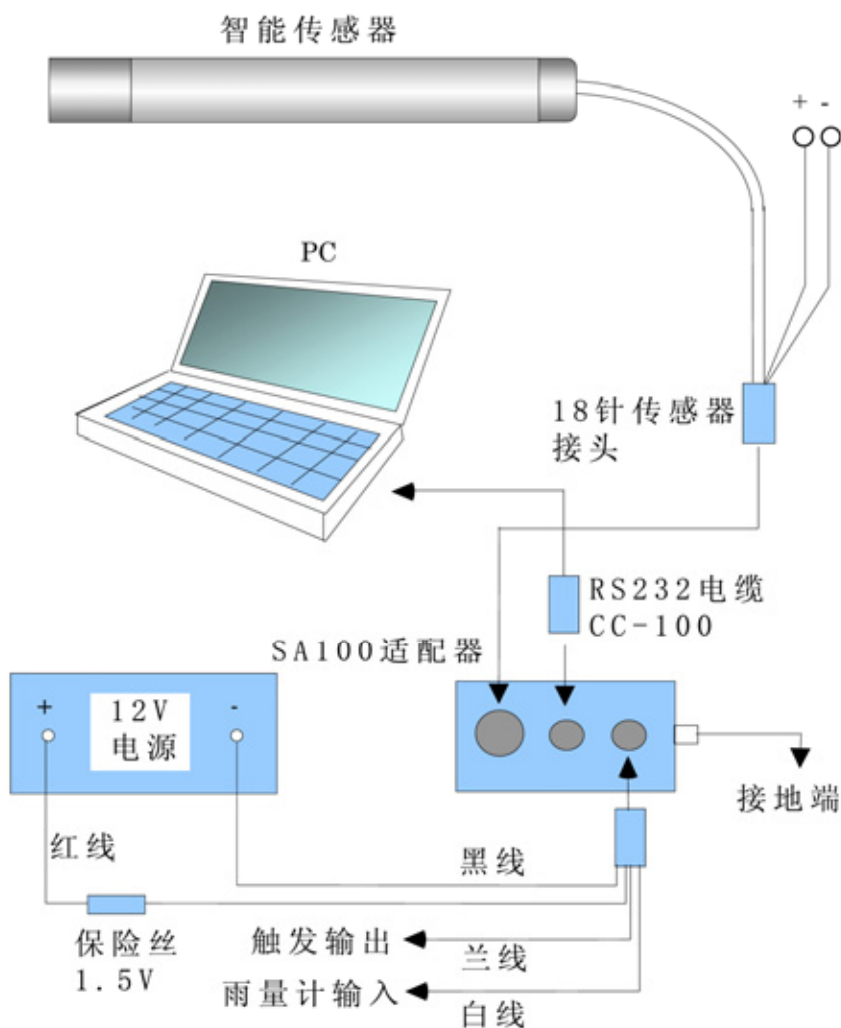 智能传感器
+ -
PC
18针传感器
接头
RS232电缆
CC-100
SA100适配器
+
12V
电源
-
接地端
红线
黑线
保险丝
1.5V
触发输出
兰线
雨量计输入
白线